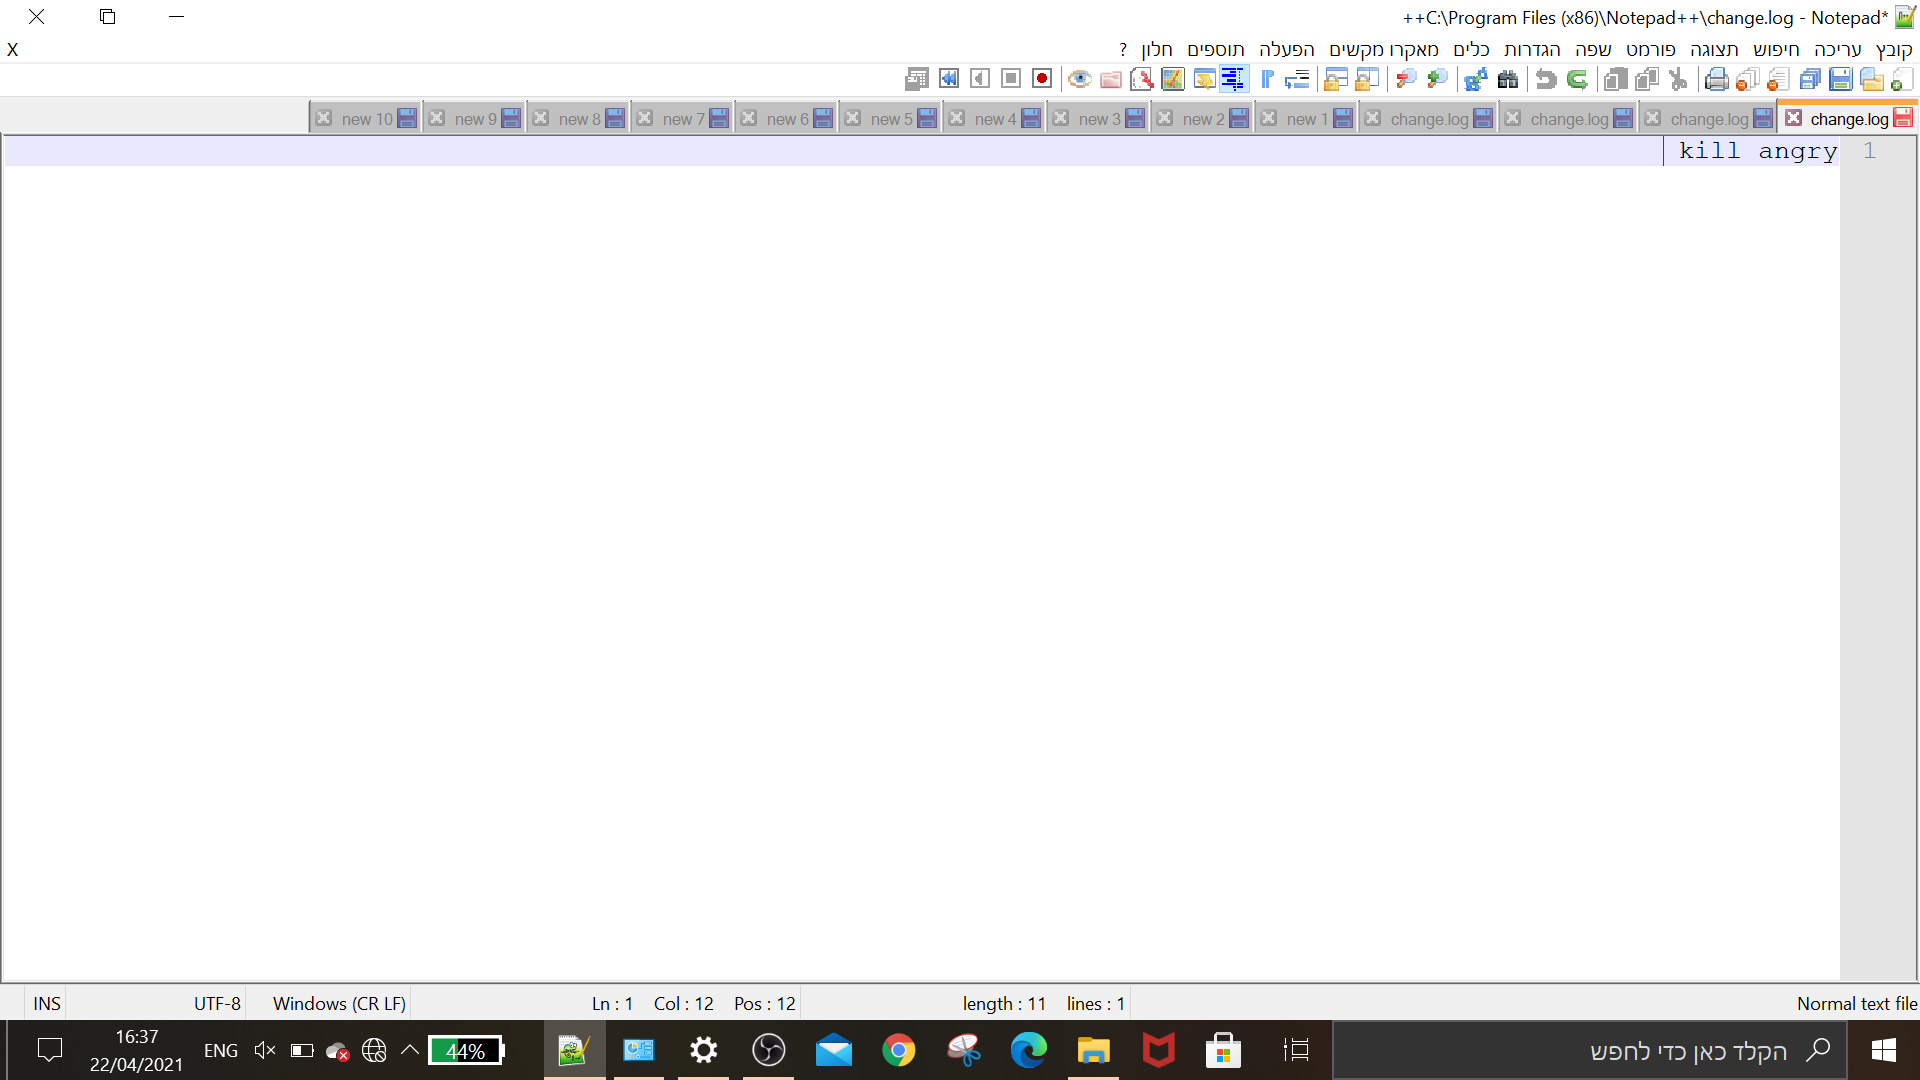 ++C:\Program Files (x86)\Notepad++\change.log - Notepad*
X
קובץ עריכה חיפוש תצוגה פורמט שפה הגדרות כלים מאקרו מקשים הפעלה תוספים חלון ?
change.log change.log change.log change.log new 1 new 2 new 3 new 4 new 5 new 6 new 7 new 8 new 9 new 10
1 kill angry
Normal text file length : 11 lines : 1 Ln : 1 Col : 12 Pos : 12 Windows (CR LF) UTF-8 INS
הקלד כאן כדי לחפש
44%
ENG
16:37
22/04/2021